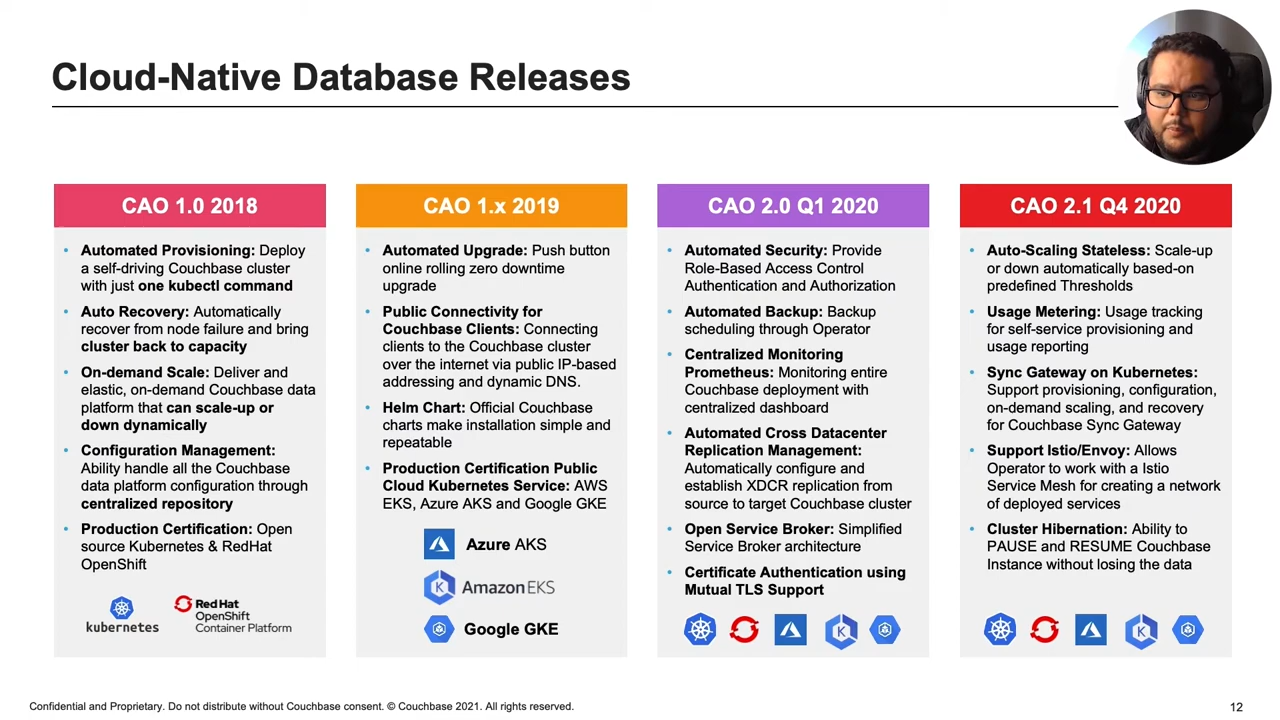 Cloud-Native Database Releases
CAO 1.0 2018
• Automated Provisioning: Deploy
a self-driving Couchbase cluster
with just one kubectl command
• Auto Recovery: Automatically
recover from node failure and bring
cluster back to capacity
• On-demand Scale: Deliver and
elastic, on-demand Couchbase data
platform that can scale-up or
down dynamically
• Configuration Management:
Ability handle all the Couchbase
data platform configuration through
centralized repository
• Production Certification: Open
source Kubernetes & RedHat
OpenShift
kubernetes
Red Hat
OpenShift
Container Platform
CAO 1.x 2019
• Automated Upgrade: Push button
online rolling zero downtime
upgrade
• Public Connectivity for
Couchbase Clients: Connecting
clients to the Couchbase cluster
over the internet via public IP-based
addressing and dynamic DNS.
• Helm Chart: Official Couchbase
charts make installation simple and
repeatable
• Production Certification Public
Cloud Kubernetes Service: AWS
EKS, Azure AKS and Google GKE
Azure AKS
Amazon EKS
Google GKE
CAO 2.0 Q1 2020
• Automated Security: Provide
Role-Based Access Control
Authentication and Authorization
• Automated Backup: Backup
scheduling through Operator
• Centralized Monitoring
Prometheus: Monitoring entire
Couchbase deployment with
centralized dashboard
• Automated Cross Datacenter
Replication Management:
Automatically configure and
establish XDCR replication from
source to target Couchbase cluster
• Open Service Broker: Simplified
Service Broker architecture
• Certificate Authentication using
Mutual TLS Support
CAO 2.1 Q4 2020
• Auto-Scaling Stateless: Scale-up
or down automatically based-on
predefined Thresholds
• Usage Metering: Usage tracking
for self-service provisioning and
usage reporting
• Sync Gateway on Kubernetes:
Support provisioning, configuration,
on-demand scaling, and recovery
for Couchbase Sync Gateway
• Support Istio/Envoy: Allows
Operator to work with a Istio
Service Mesh for creating a network
of deployed services
• Cluster Hibernation: Ability to
PAUSE and RESUME Couchbase
Instance without losing the data
Confidential and Proprietary. Do not distribute without Couchbase consent. © Couchbase 2021. All rights reserved.
12